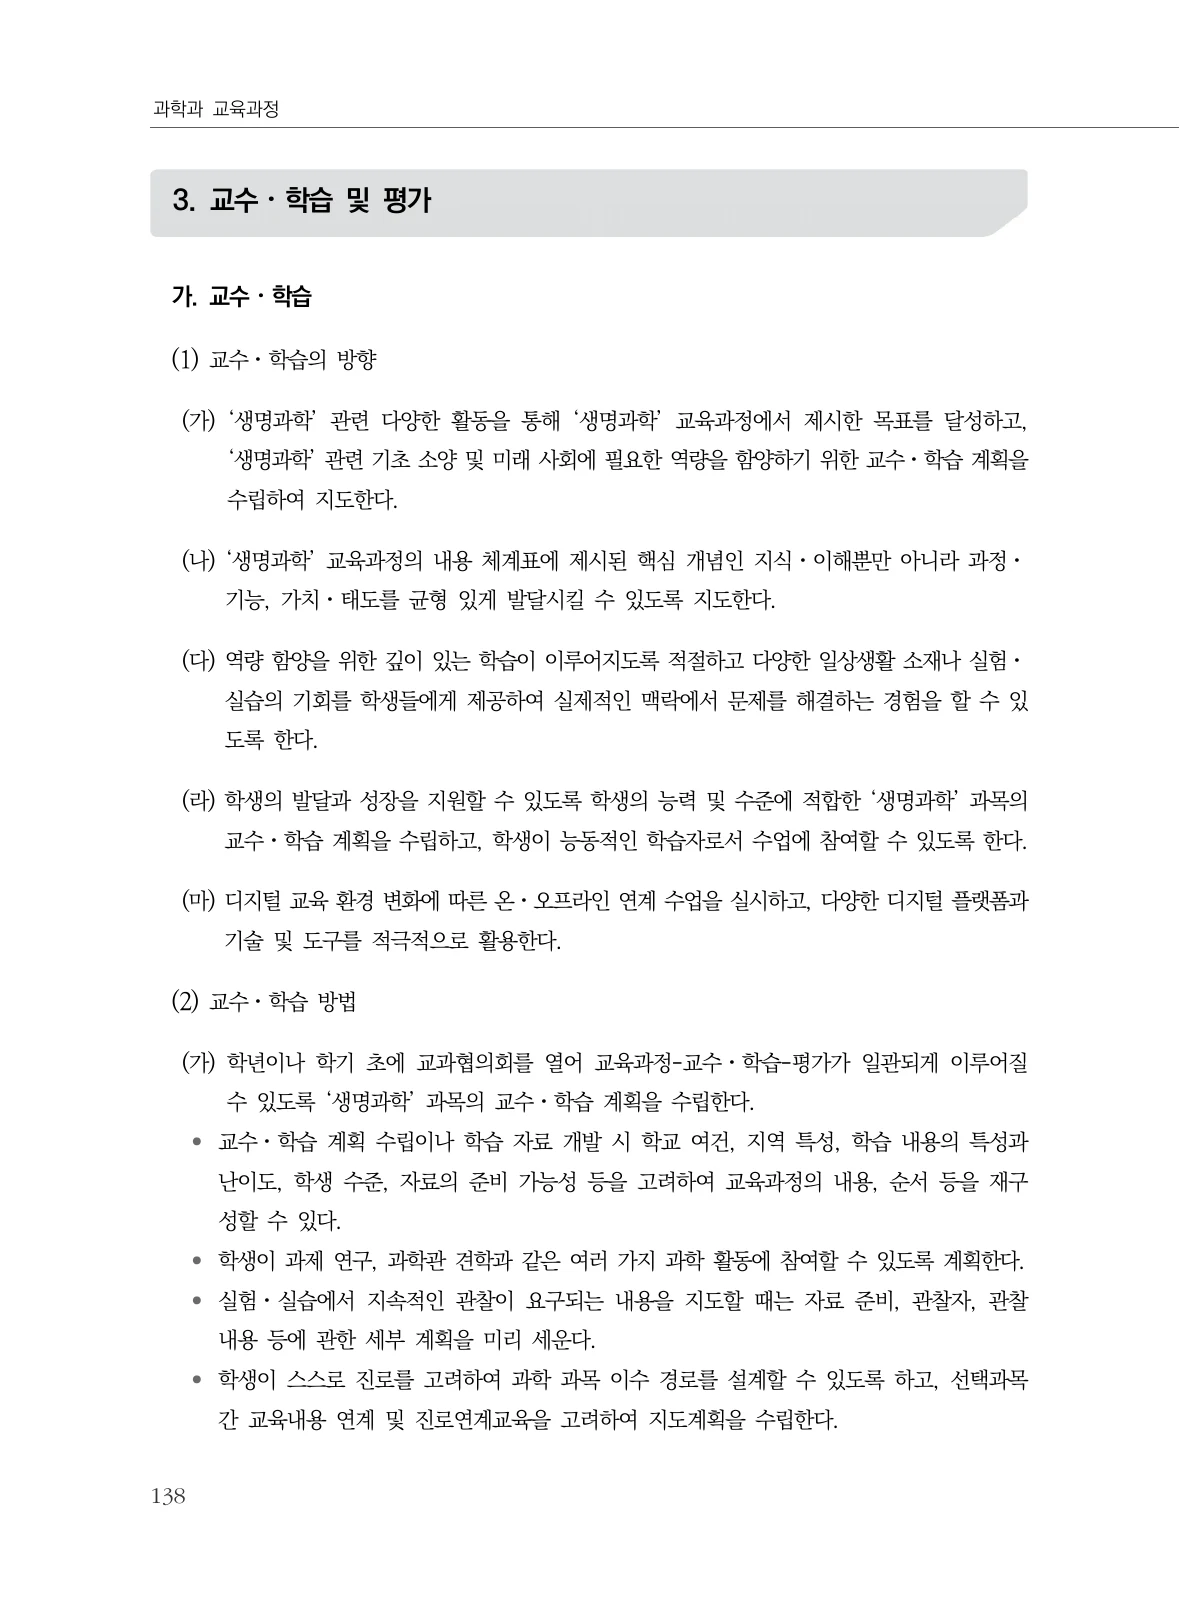 과학과 교육과정
3. 교수·학습 및 평가
가. 교수·학습
(1) 교수·학습의 방향
(가) ‘생명과학’ 관련 다양한 활동을 통해 ‘생명과학’ 교육과정에서 제시한 목표를 달성하고,
‘생명과학’ 관련 기초 소양 및 미래 사회에 필요한 역량을 함양하기 위한 교수·학습 계획을
수립하여 지도한다.
(나) ‘생명과학’ 교육과정의 내용 체계표에 제시된 핵심 개념인 지식·이해뿐만 아니라 과정·
기능, 가치·태도를 균형 있게 발달시킬 수 있도록 지도한다.
(다) 역량 함양을 위한 깊이 있는 학습이 이루어지도록 적절하고 다양한 일상생활 소재나 실험·
실습의 기회를 학생들에게 제공하여 실제적인 맥락에서 문제를 해결하는 경험을 할 수 있
도록 한다.
(라) 학생의 발달과 성장을 지원할 수 있도록 학생의 능력 및 수준에 적합한 ‘생명과학’ 과목의
교수·학습 계획을 수립하고, 학생이 능동적인 학습자로서 수업에 참여할 수 있도록 한다.
(마) 디지털 교육 환경 변화에 따른 온·오프라인 연계 수업을 실시하고, 다양한 디지털 플랫폼과
기술 및 도구를 적극적으로 활용한다.
(2) 교수·학습 방법
(가) 학년이나 학기 초에 교과협의회를 열어 교육과정-교수·학습-평가가 일관되게 이루어질
수 있도록 ‘생명과학’ 과목의 교수·학습 계획을 수립한다.
• 교수·학습 계획 수립이나 학습 자료 개발 시 학교 여건, 지역 특성, 학습 내용의 특성과
난이도, 학생 수준, 자료의 준비 가능성 등을 고려하여 교육과정의 내용, 순서 등을 재구
성할 수 있다.
• 학생이 과제 연구, 과학관 견학과 같은 여러 가지 과학 활동에 참여할 수 있도록 계획한다.
• 실험·실습에서 지속적인 관찰이 요구되는 내용을 지도할 때는 자료 준비, 관찰자, 관찰
내용 등에 관한 세부 계획을 미리 세운다.
• 학생이 스스로 진로를 고려하여 과학 과목 이수 경로를 설계할 수 있도록 하고, 선택과목
간 교육내용 연계 및 진로연계교육을 고려하여 지도계획을 수립한다.
138